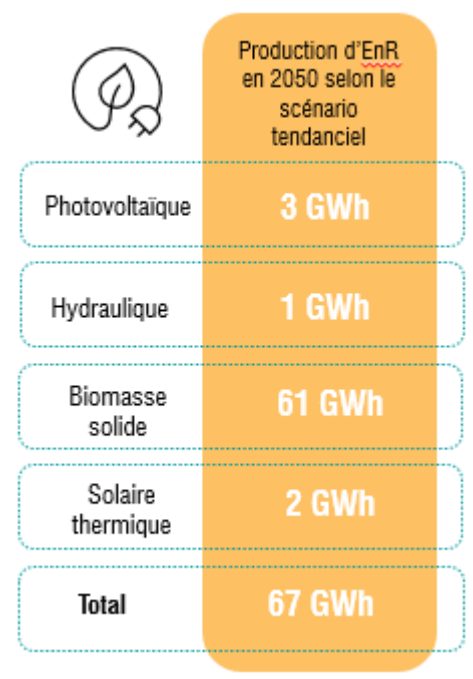 Production d'EnR
en 2050 selon le
scénario
tendanciel
Photovoltaïque
3 GWh
Hydraulique
1 GWh
Biomasse
solide
61 GWh
Solaire
thermique
2 GWh
Total
67 GWh